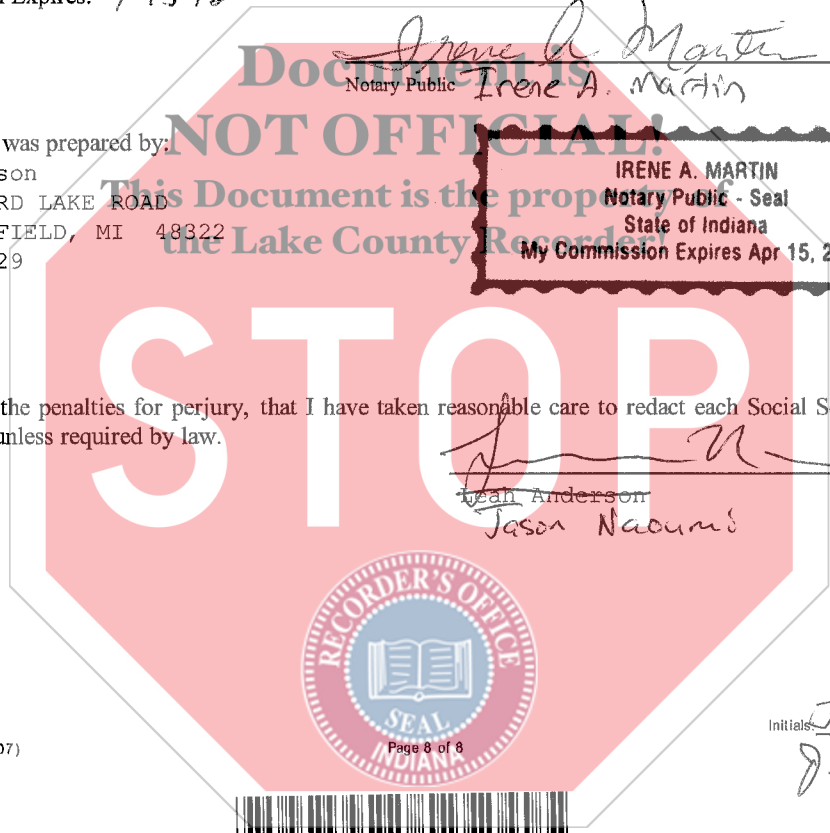 Expires:
Irene A. Martin
Document is
Notary Public Irene A. Martin
NOT OFFICIAL!
was prepared by:
son
IRENE A. MARTIN
This Document is the property of
RD LAKE ROAD
Notary Public - Seal
FIELD, MI 48322
State of Indiana
the Lake County Recorder!
29
My Commission Expires Apr 15, 2
STOP
the penalties for perjury, that I have taken reasonable care to redact each Social S
unless required by law.
Leah Anderson
Jason Naoumi
RECORDER'S OFFICE
SEAL
INDIANA
Initials:
07)
Page 8 of 8